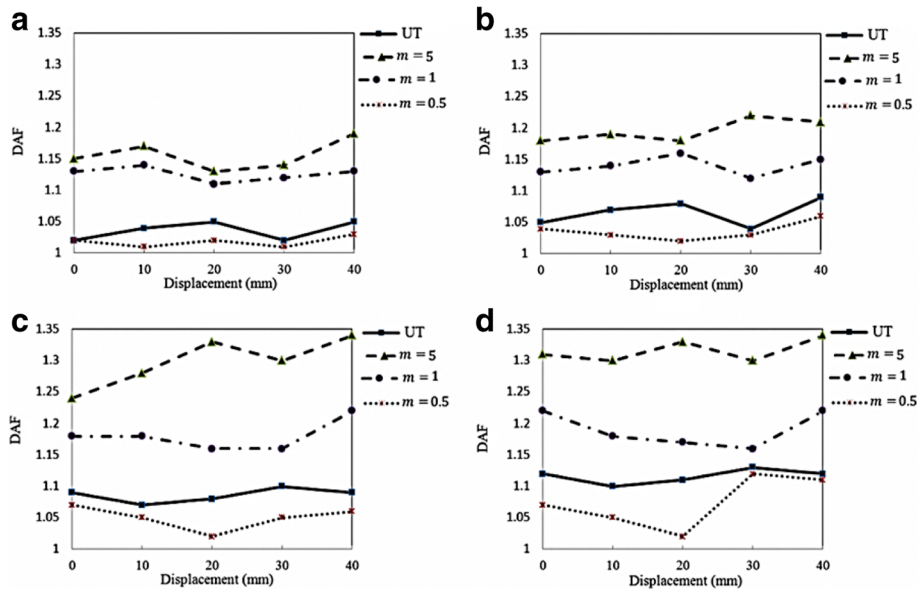 a
DAF
1.35
1.3
1.25
1.2
1.15
1.1
1.05
1
0 10 20 30 40
Displacement (mm)
UT
m = 5
m = 1
m = 0.5
b
DAF
1.35
1.3
1.25
1.2
1.15
1.1
1.05
1
0 10 20 30 40
Displacement (mm)
UT
m = 5
m = 1
m = 0.5
c
DAF
1.35
1.3
1.25
1.2
1.15
1.1
1.05
1
0 10 20 30 40
Displacement (mm)
UT
m = 5
m = 1
m = 0.5
d
DAF
1.35
1.3
1.25
1.2
1.15
1.1
1.05
1
0 10 20 30 40
Displacement (mm)
UT
m = 5
m = 1
m = 0.5